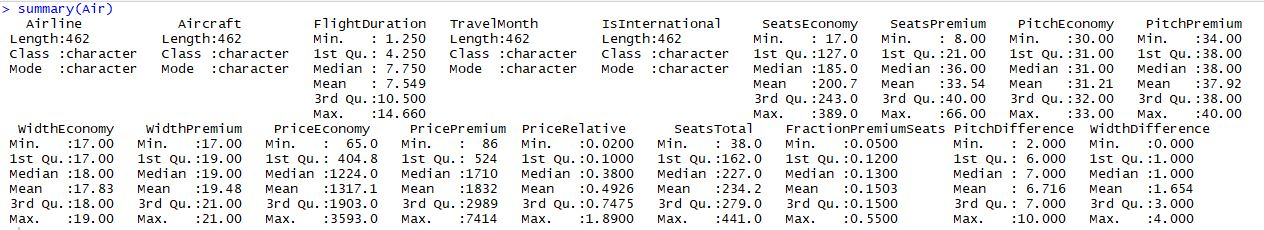 > summary(Air)
Airline Aircraft FlightDuration TravelMonth IsInternational SeatsEconomy SeatsPremium PitchEconomy PitchPremium
Length:462 Length:462 Min. : 1.250 Length:462 Length:462 Min. : 17.0 Min. : 8.00 Min. :30.00 Min. :34.00
Class :character Class :character 1st Qu.: 4.250 Class :character Class :character 1st Qu.:127.0 1st Qu.:21.00 1st Qu.:31.00 1st Qu.:38.00
Mode :character Mode :character Median : 7.750 Mode :character Mode :character Median :185.0 Median :36.00 Median :31.00 Median :38.00
Mean : 7.549 Mean :200.7 Mean :33.54 Mean :31.21 Mean :37.92
3rd Qu.:10.500 3rd Qu.:243.0 3rd Qu.:40.00 3rd Qu.:32.00 3rd Qu.:38.00
Max. :14.660 Max. :389.0 Max. :66.00 Max. :33.00 Max. :40.00
WidthEconomy WidthPremium PriceEconomy PricePremium PriceRelative SeatsTotal FractionPremiumSeats PitchDifference WidthDifference
Min. :17.00 Min. :17.00 Min. : 65.0 Min. : 86 Min. :0.0200 Min. : 38.0 Min. :0.0500 Min. : 2.000 Min. :0.000
1st Qu.:17.00 1st Qu.:19.00 1st Qu.: 404.8 1st Qu.: 524 1st Qu.:0.1000 1st Qu.:162.0 1st Qu.:0.1200 1st Qu.: 6.000 1st Qu.:1.000
Median :18.00 Median :19.00 Median :1224.0 Median :1710 Median :0.3800 Median :227.0 Median :0.1300 Median : 7.000 Median :1.000
Mean :17.83 Mean :19.48 Mean :1317.1 Mean :1832 Mean :0.4926 Mean :234.2 Mean :0.1503 Mean : 6.716 Mean :1.654
3rd Qu.:18.00 3rd Qu.:21.00 3rd Qu.:1903.0 3rd Qu.:2989 3rd Qu.:0.7475 3rd Qu.:279.0 3rd Qu.:0.1500 3rd Qu.: 7.000 3rd Qu.:3.000
Max. :19.00 Max. :21.00 Max. :3593.0 Max. :7414 Max. :1.8900 Max. :441.0 Max. :0.5500 Max. :10.000 Max. :4.000